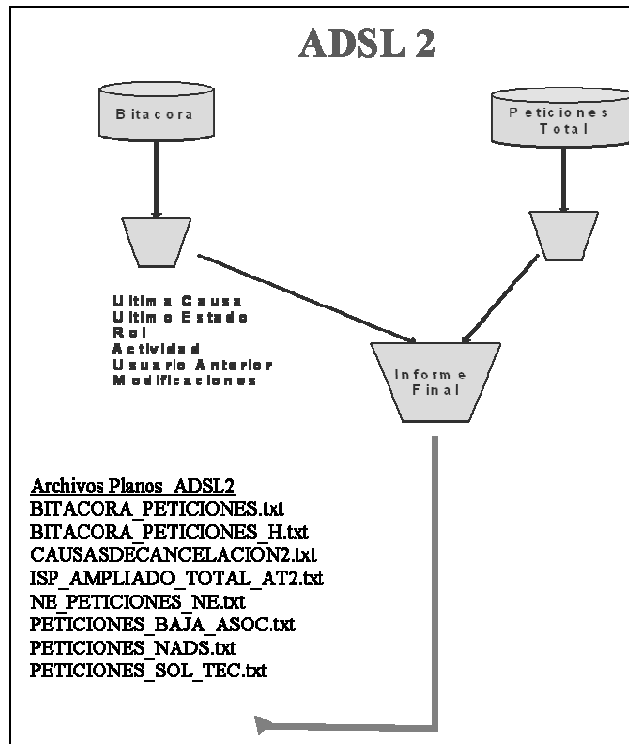 ADSL 2
Bitacora
Peticiones
Total
Ultima Causa
Ultimo Estado
Rol
Actividad
Usuario Anterior
Modificaciones
Informe
Final
Archivos Planos ADSL2
BITACORA_PETICIONES.txt
BITACORA_PETICIONES_H.txt
CAUSASDECANCELACION2.txt
ISP_AMPLIADO_TOTAL_AT2.txt
NE_PETICIONES_NE.txt
PETICIONES_BAJA_ASOC.txt
PETICIONES_NADS.txt
PETICIONES_SOL_TEC.txt